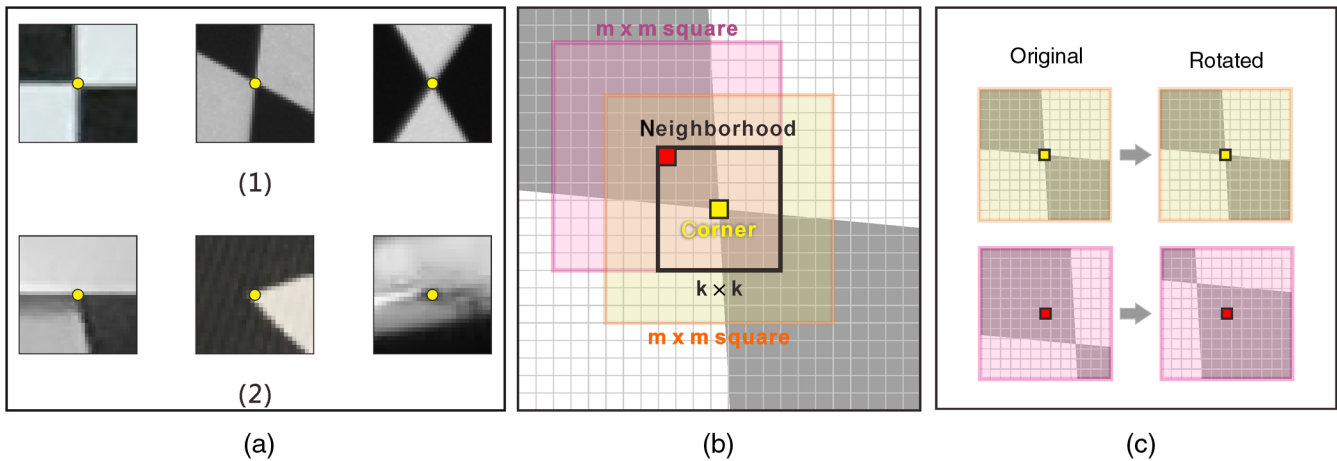 (1)
(2)
(a)
m x m square
Neighborhood
Corner
k × k
m x m square
(b)
Original
Rotated
(c)